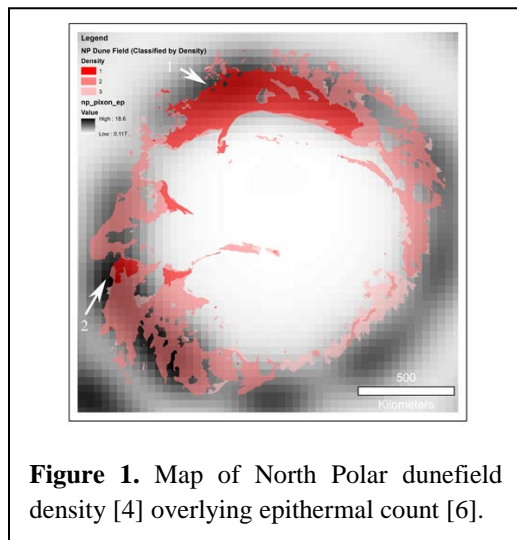 Legend
NP Dune Field (Classified by Density)
Density
1
2
3
np_pixon_ep
Value
High : 18.6
Low : 0.117
1
2
500
Kilometers
Figure 1. Map of North Polar dunefield
density [4] overlying epithermal count [6].